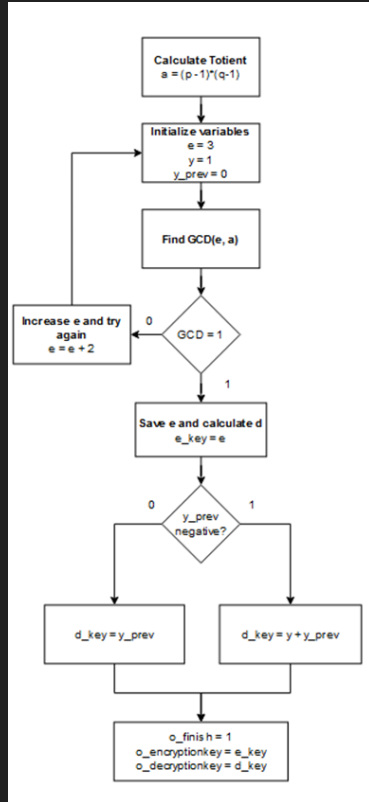 Calculate Totient
a = (p-1)*(q-1)
Initialize variables
e = 3
y = 1
y_prev = 0
Find GCD(e, a)
GCD = 1
0
Increase e and try
again
e = e + 2
1
Save e and calculate d
e_key = e
y_prev
negative?
0
1
d_key = y_prev
d_key = y + y_prev
o_finish = 1
o_encryptionkey = e_key
o_decryptionkey = d_key